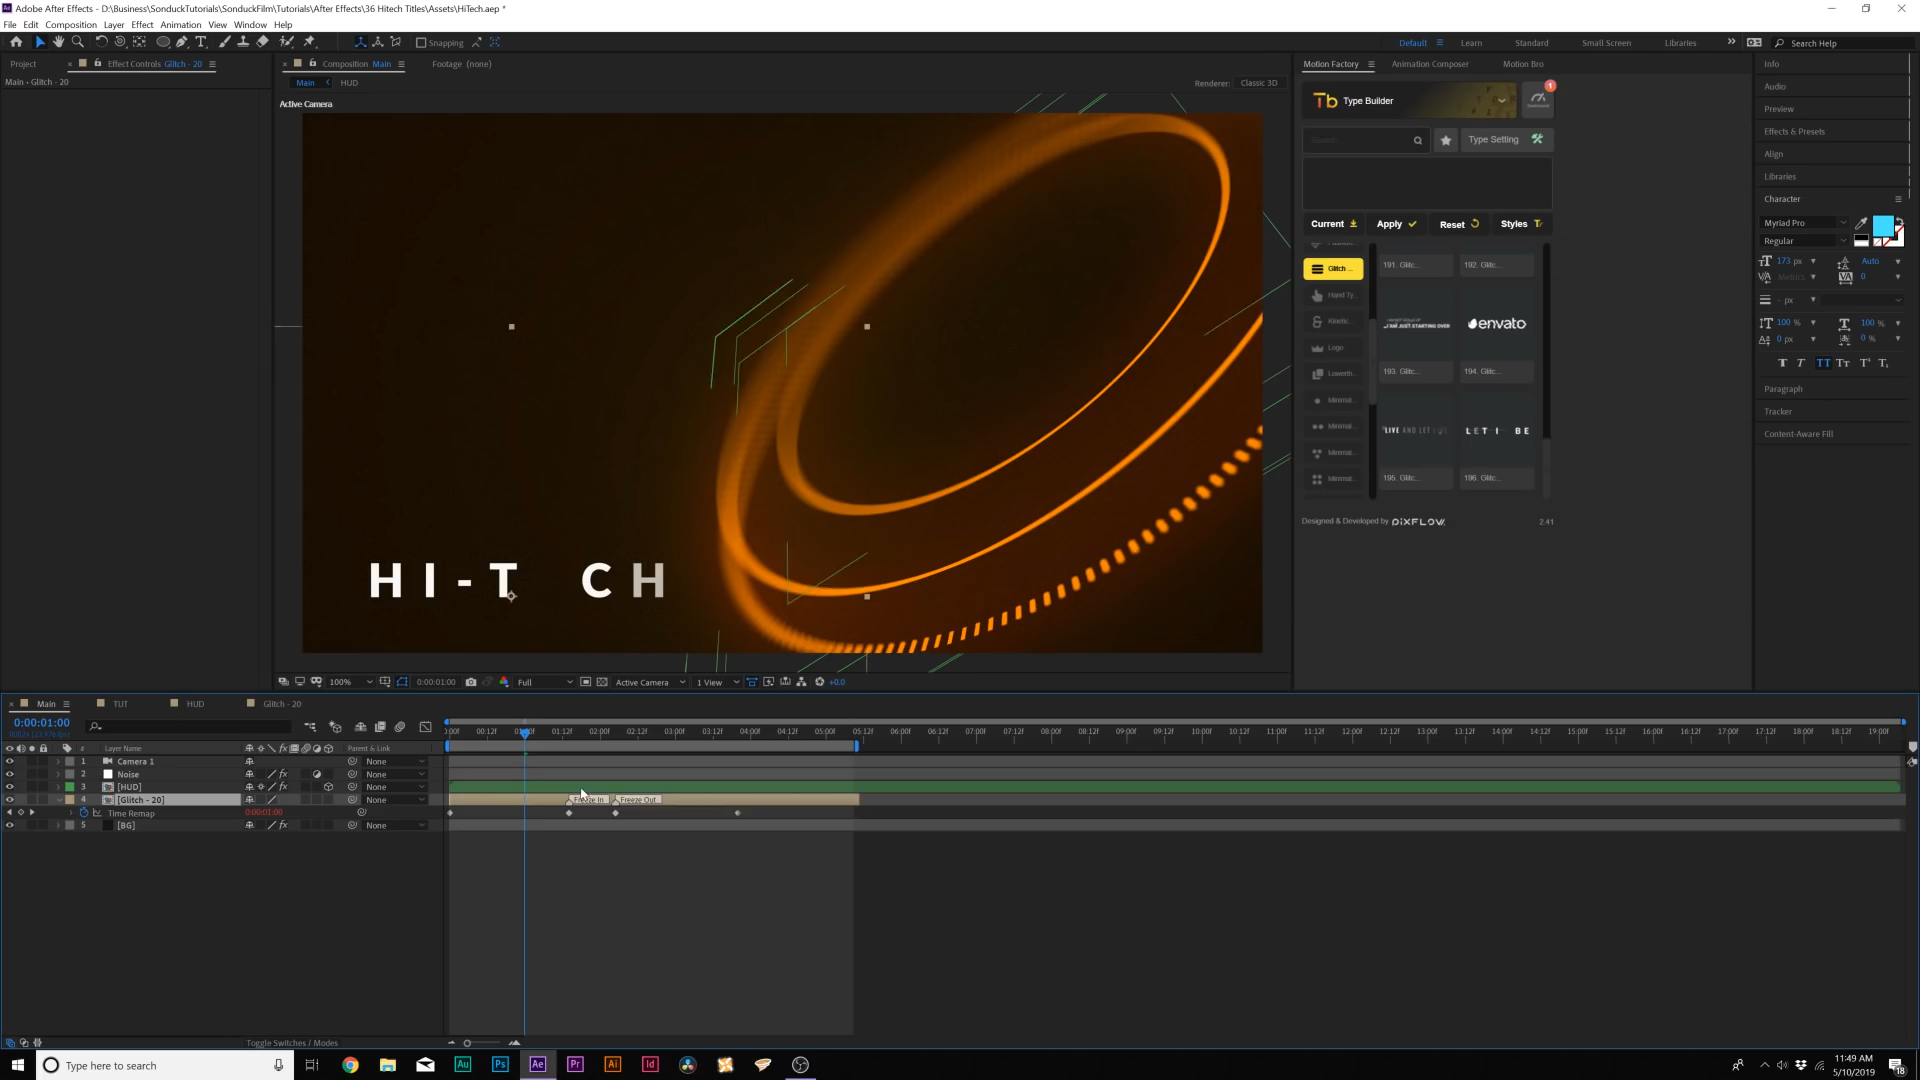 Adobe After Effects - D:\Business\SonduckTutorials\SonduckFilm\Tutorials\After Effects\36 Hitech Titles\Assets\HiTech.aep *
File Edit Composition Layer Effect Animation View Window Help
Snapping
Default Learn Standard Small Screen Libraries Search Help
Project Effect Controls Glitch - 20 Composition Main Footage (none) Motion Factory Animation Composer Motion Bro Info
Main • Glitch - 20 Main HUD Renderer: Classic 3D Audio
Active Camera
Tb Type Builder 1
Preview
Effects & Presets
Type Setting
Align
Libraries
Character
Current Apply Reset Styles
Myriad Pro
Regular
173 px Auto
Metrics 0
- px
100 % 100 %
0 px 0 %
Glitch ...
Hand Ty...
Kinetic...
Logo
Lowerth...
Minimal...
Minimal...
Minimal...
Minimal...
191. Glitc... 192. Glitc...
I AM JUST STARTING OVER envato
193. Glitc... 194. Glitc...
LIVE AND LET LET I BE
195. Glitc... 196. Glitc...
Designed & Developed by PIXFLOW. 2.41
Paragraph
Tracker
Content-Aware Fill
HI-T CH
100% 0:00:01:00 Full Active Camera 1 View +0.0
Main TUT HUD Glitch - 20
0:00:01:00
00:12f 01:00f 01:12f 02:00f 02:12f 03:00f 03:12f 04:00f 04:12f 05:00f 05:12f 06:00f 06:12f 07:00f 07:12f 08:00f 08:12f 09:00f 09:12f 10:00f 10:12f 11:00f 11:12f 12:00f 12:12f 13:00f 13:12f 14:00f 14:12f 15:00f 15:12f 16:00f 16:12f 17:00f 17:12f 18:00f 18:12f 19:00f
# Layer Name Parent & Link
1 Camera 1 None
2 Noise None
3 [HUD] None
4 [Glitch - 20] None Freeze In Freeze Out
Time Remap 0:00:01:00
5 [BG] None
Toggle Switches / Modes
Type here to search
11:49 AM
5/10/2019
18